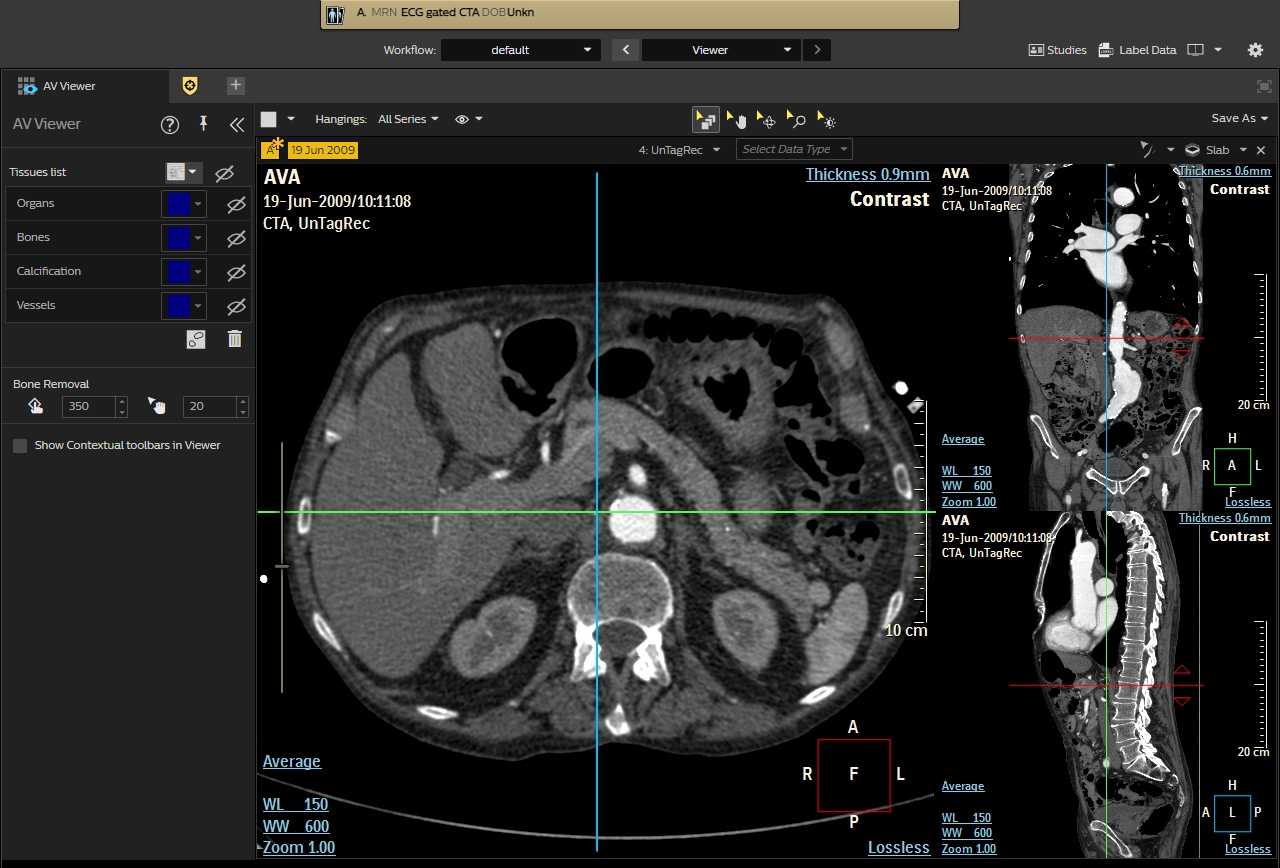 A. MRN ECG gated CTA DOB Unkn
Workflow: default Viewer Studies Label Data
AV Viewer
AV Viewer Hangings: All Series Save As
A 19 Jun 2009 4: UnTagRec Select Data Type Slab
Tissues list
Organs
Bones
Calcification
Vessels
Bone Removal
350 20
Show Contextual toolbars in Viewer
AVA
19-Jun-2009/10:11:08
CTA, UnTagRec
Thickness 0.9mm
Contrast
Average
WL 150
WW 600
Zoom 1.00
10 cm
A
R F L
P
Average
WL 150
WW 600
Zoom 1.00
Lossless
AVA
19-Jun-2009/10:11:08
CTA, UnTagRec
Thickness 0.6mm
Contrast
20 cm
H
R A L
F
Lossless
AVA
19-Jun-2009/10:11:08
CTA, UnTagRec
Thickness 0.6mm
Contrast
20 cm
Average
WL 150
WW 600
Zoom 1.00
H
A L P
F
Lossless